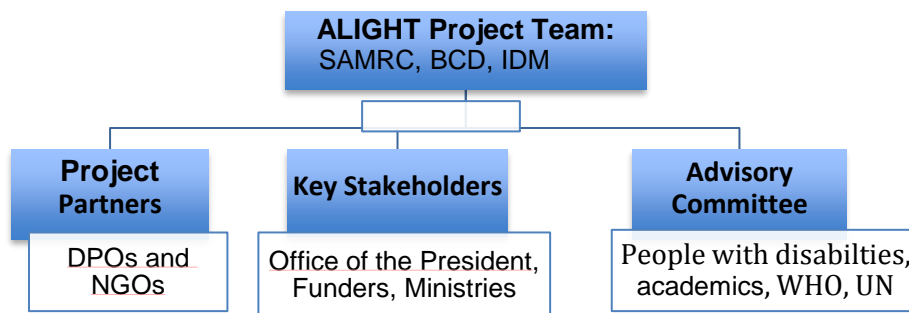 ALIGHT Project Team:
SAMRC, BCD, IDM
Project
Partners
DPOs and
NGOs
Key Stakeholders
Office of the President,
Funders, Ministries
Advisory
Committee
People with disabilties,
academics, WHO, UN